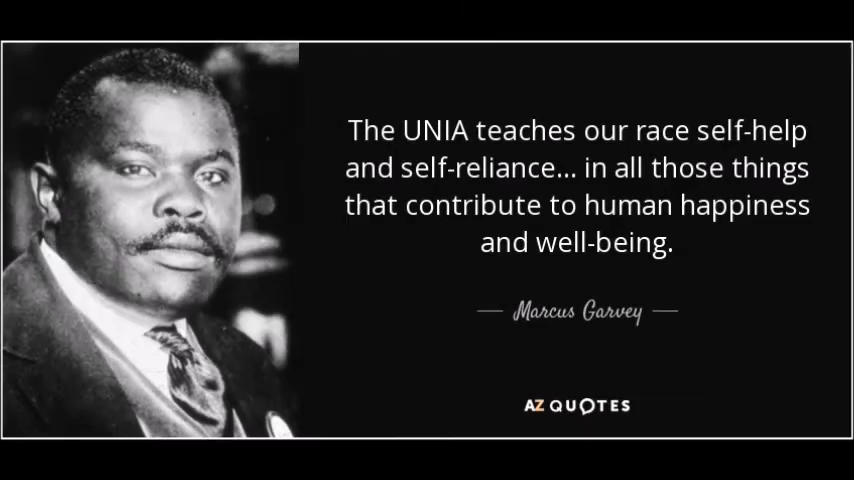 The UNIA teaches our race self-help
and self-reliance... in all those things
that contribute to human happiness
and well-being.
Marcus Garvey
AZ QUOTES